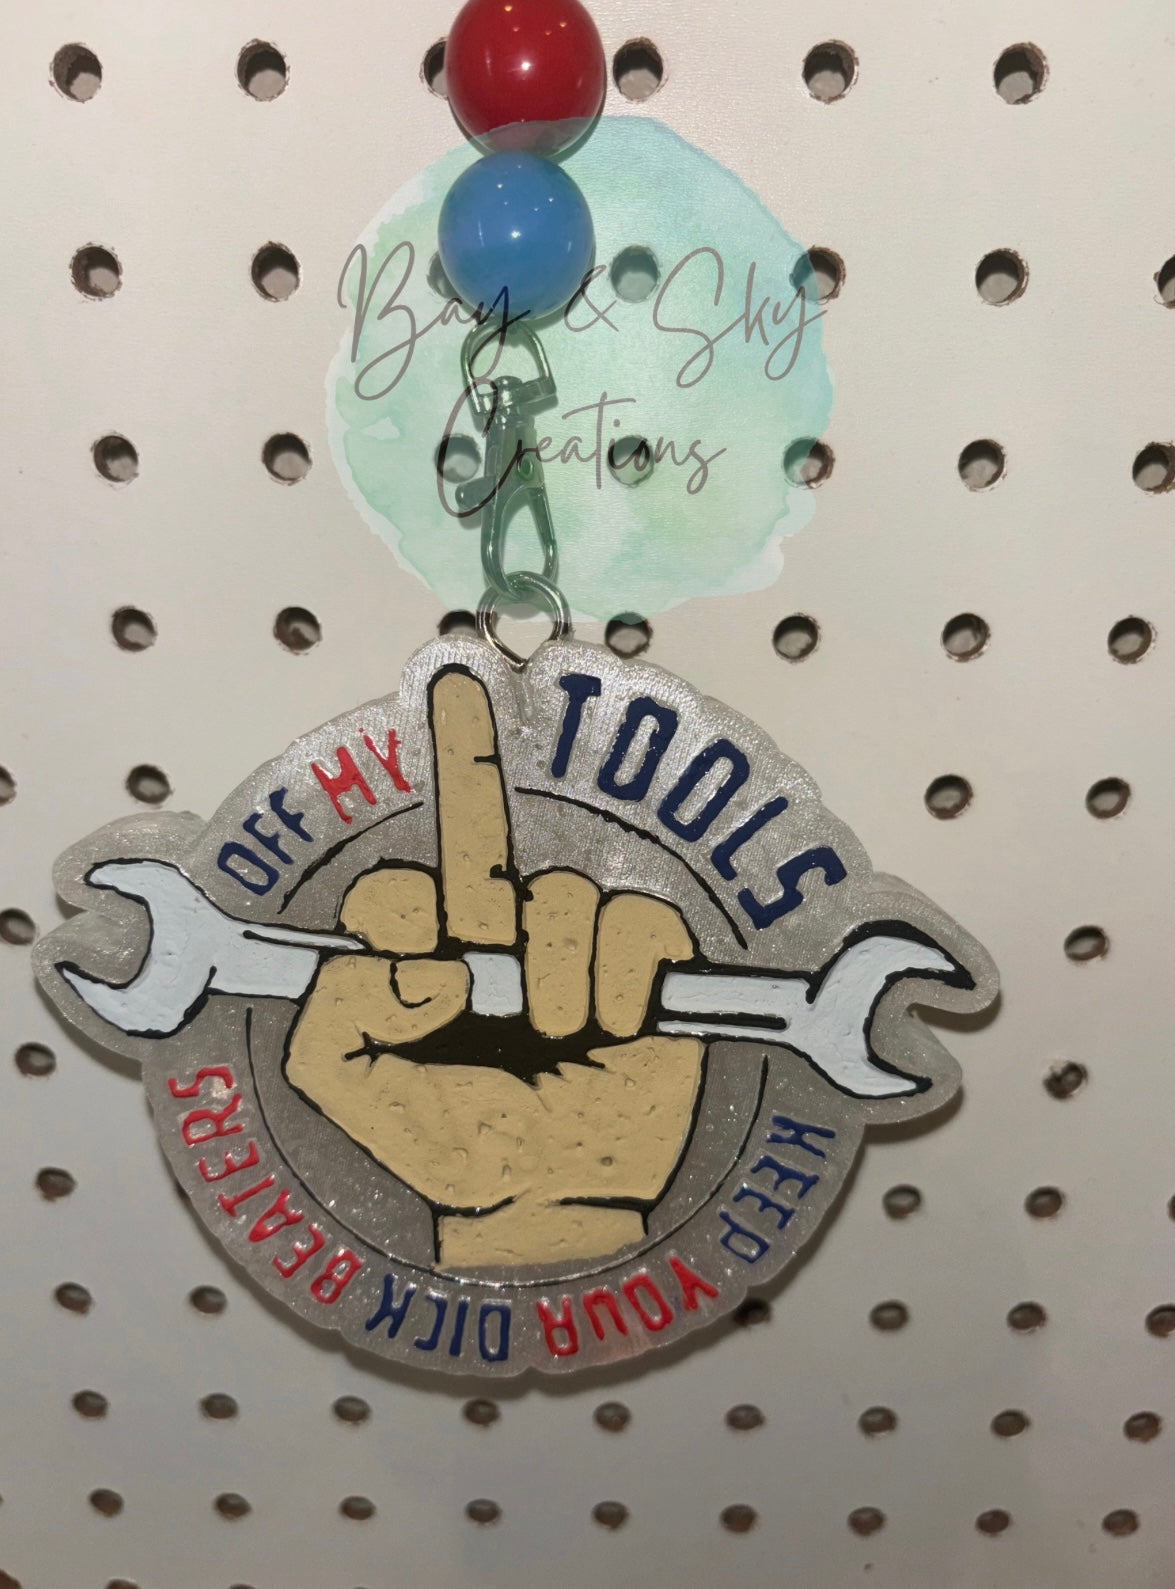 Bay & Sky
Creations
KEEP YOUR DICK BEATERS
OFF MY TOOLS